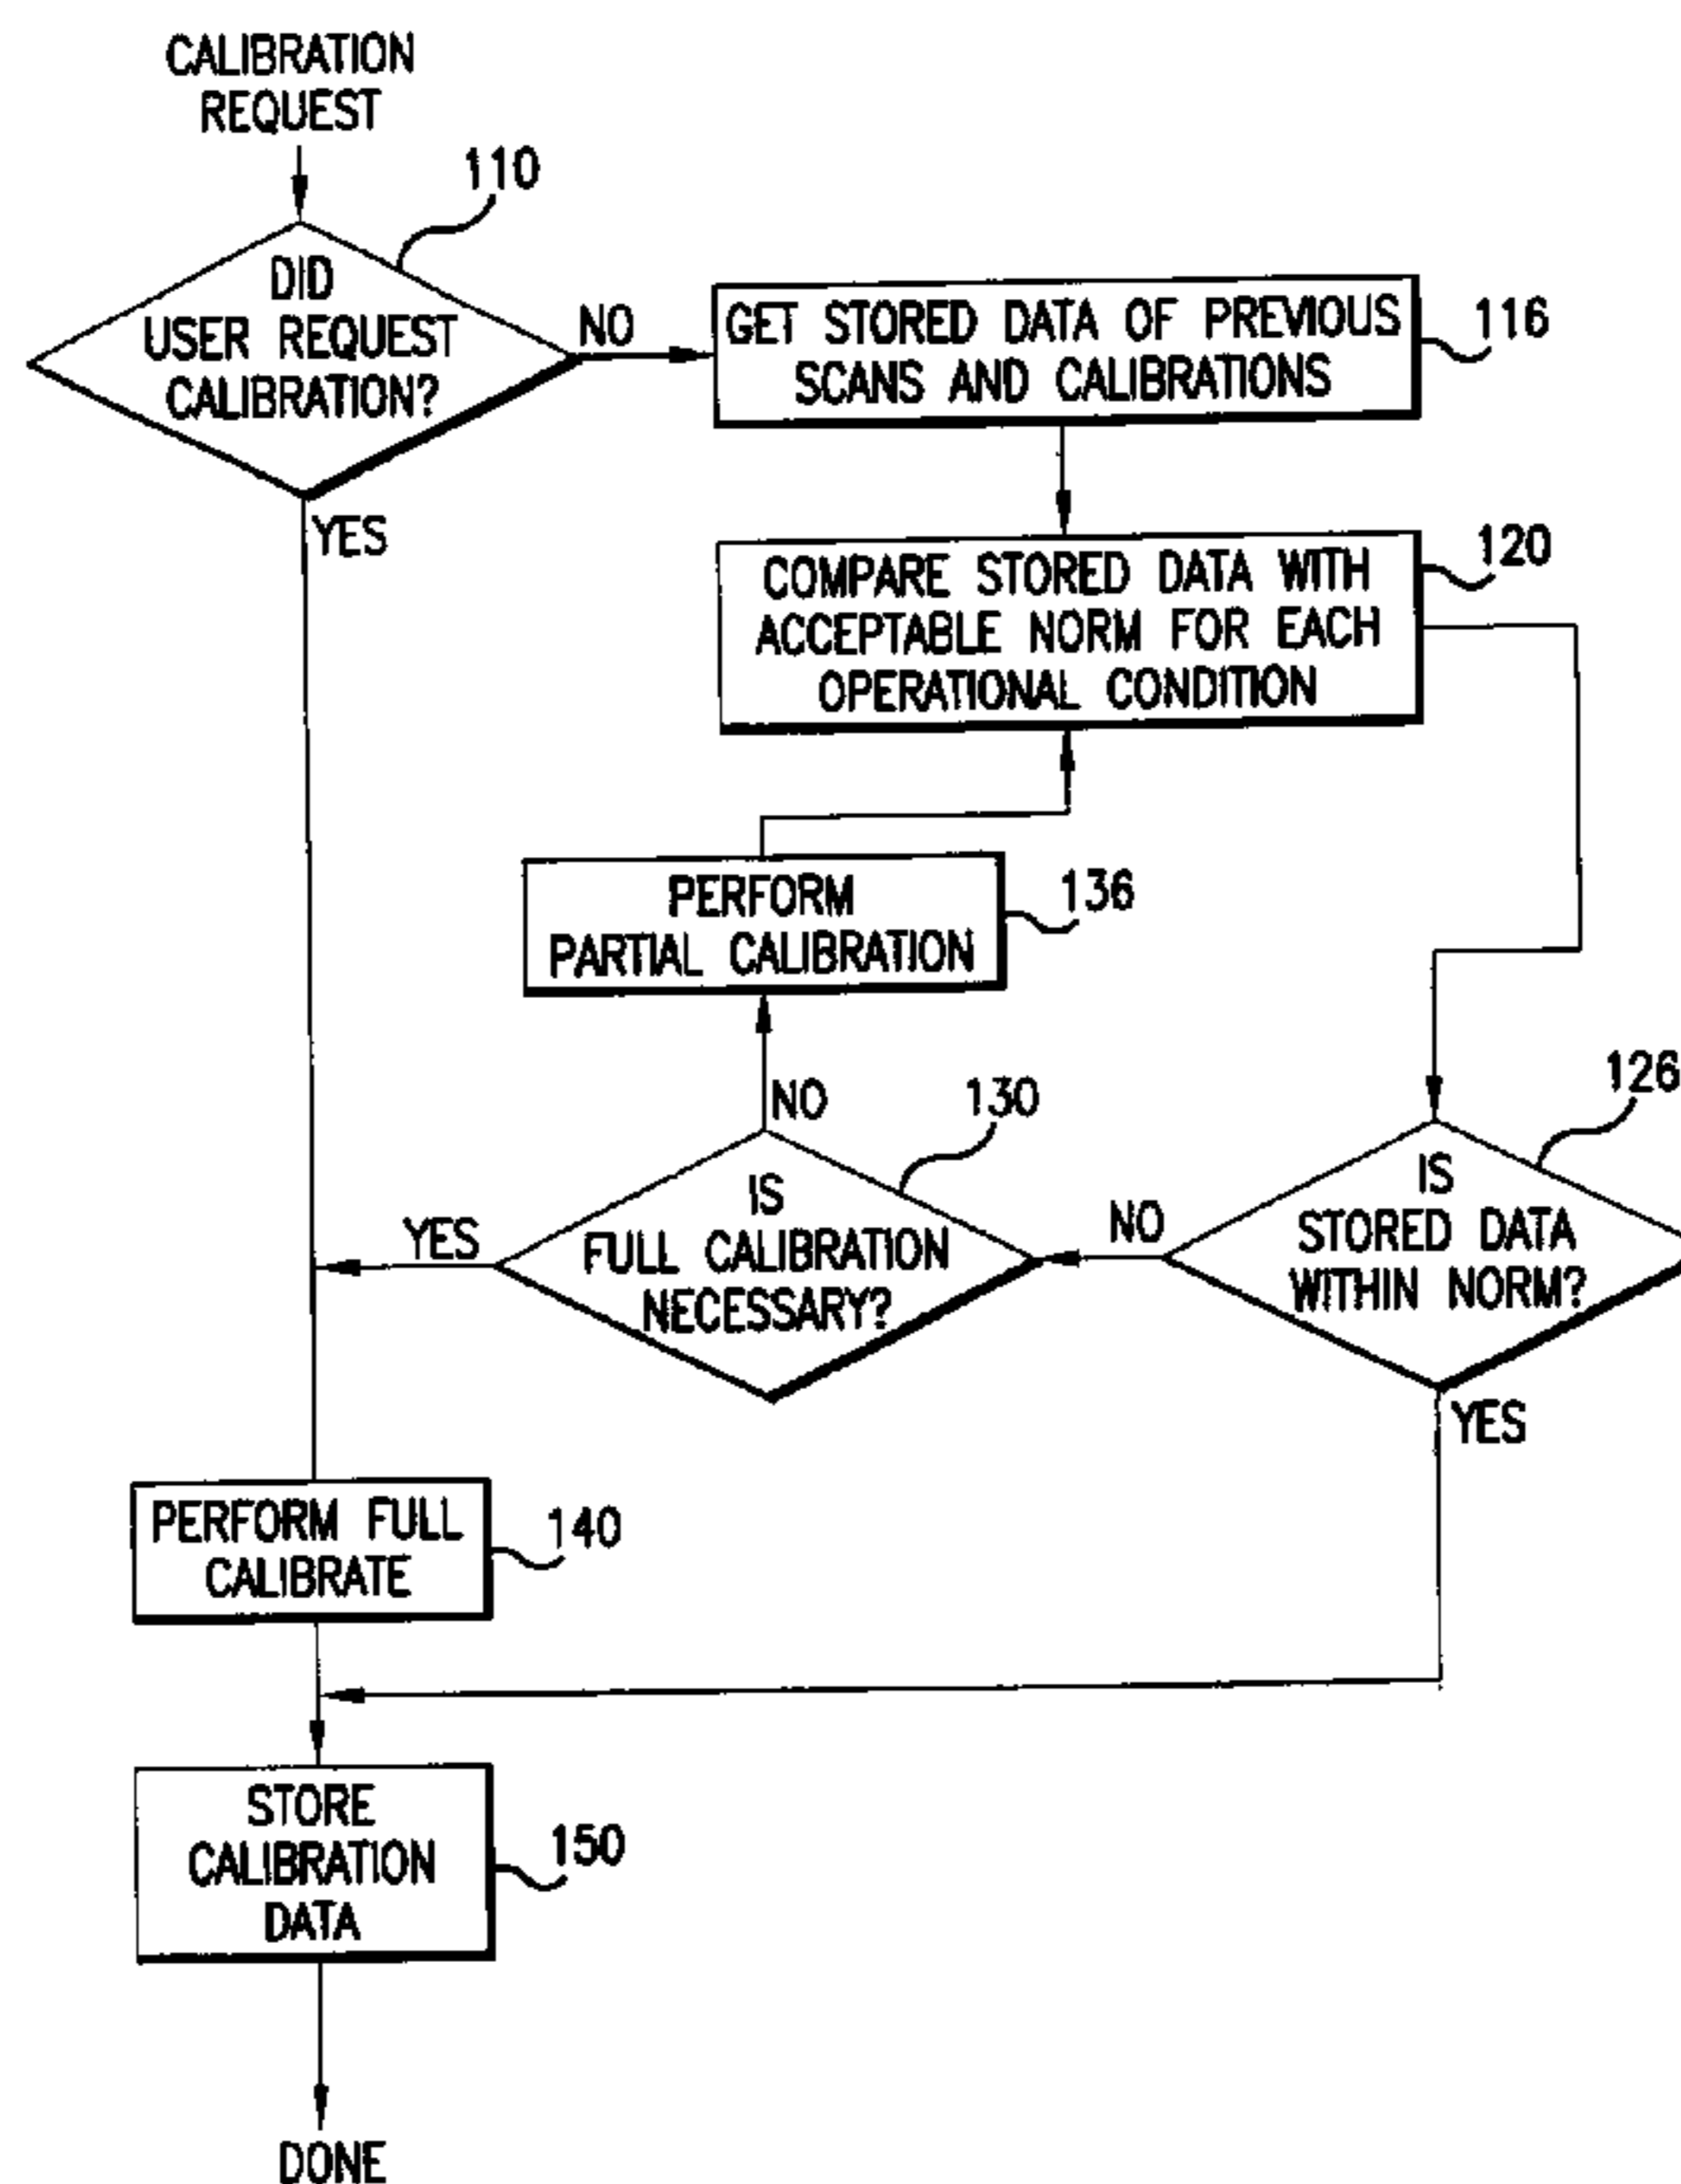 CALIBRATION
REQUEST
110
DID
USER REQUEST
CALIBRATION?
NO
YES
GET STORED DATA OF PREVIOUS
SCANS AND CALIBRATIONS
116
COMPARE STORED DATA WITH
ACCEPTABLE NORM FOR EACH
OPERATIONAL CONDITION
120
PERFORM
PARTIAL CALIBRATION
136
NO
130
IS
FULL CALIBRATION
NECESSARY?
YES
NO
126
IS
STORED DATA
WITHIN NORM?
YES
PERFORM FULL
CALIBRATE
140
STORE
CALIBRATION
DATA
150
DONE